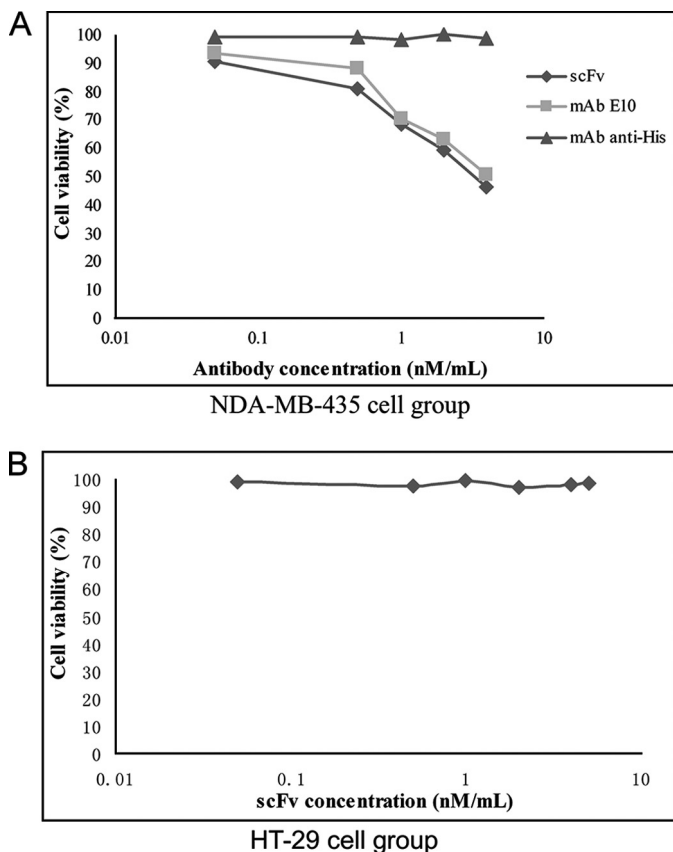 A
100
90
80
70
60
50
40
30
20
10
0
Cell viability (%)
scFv
mAb E10
mAb anti-His
0.01 0.1 1 10
Antibody concentration (nM/mL)
NDA-MB-435 cell group
B
100
90
80
70
60
50
40
30
20
10
0
Cell viability (%)
0. 01 0. 1 1 10
scFv concentration (nM/mL)
HT-29 cell group